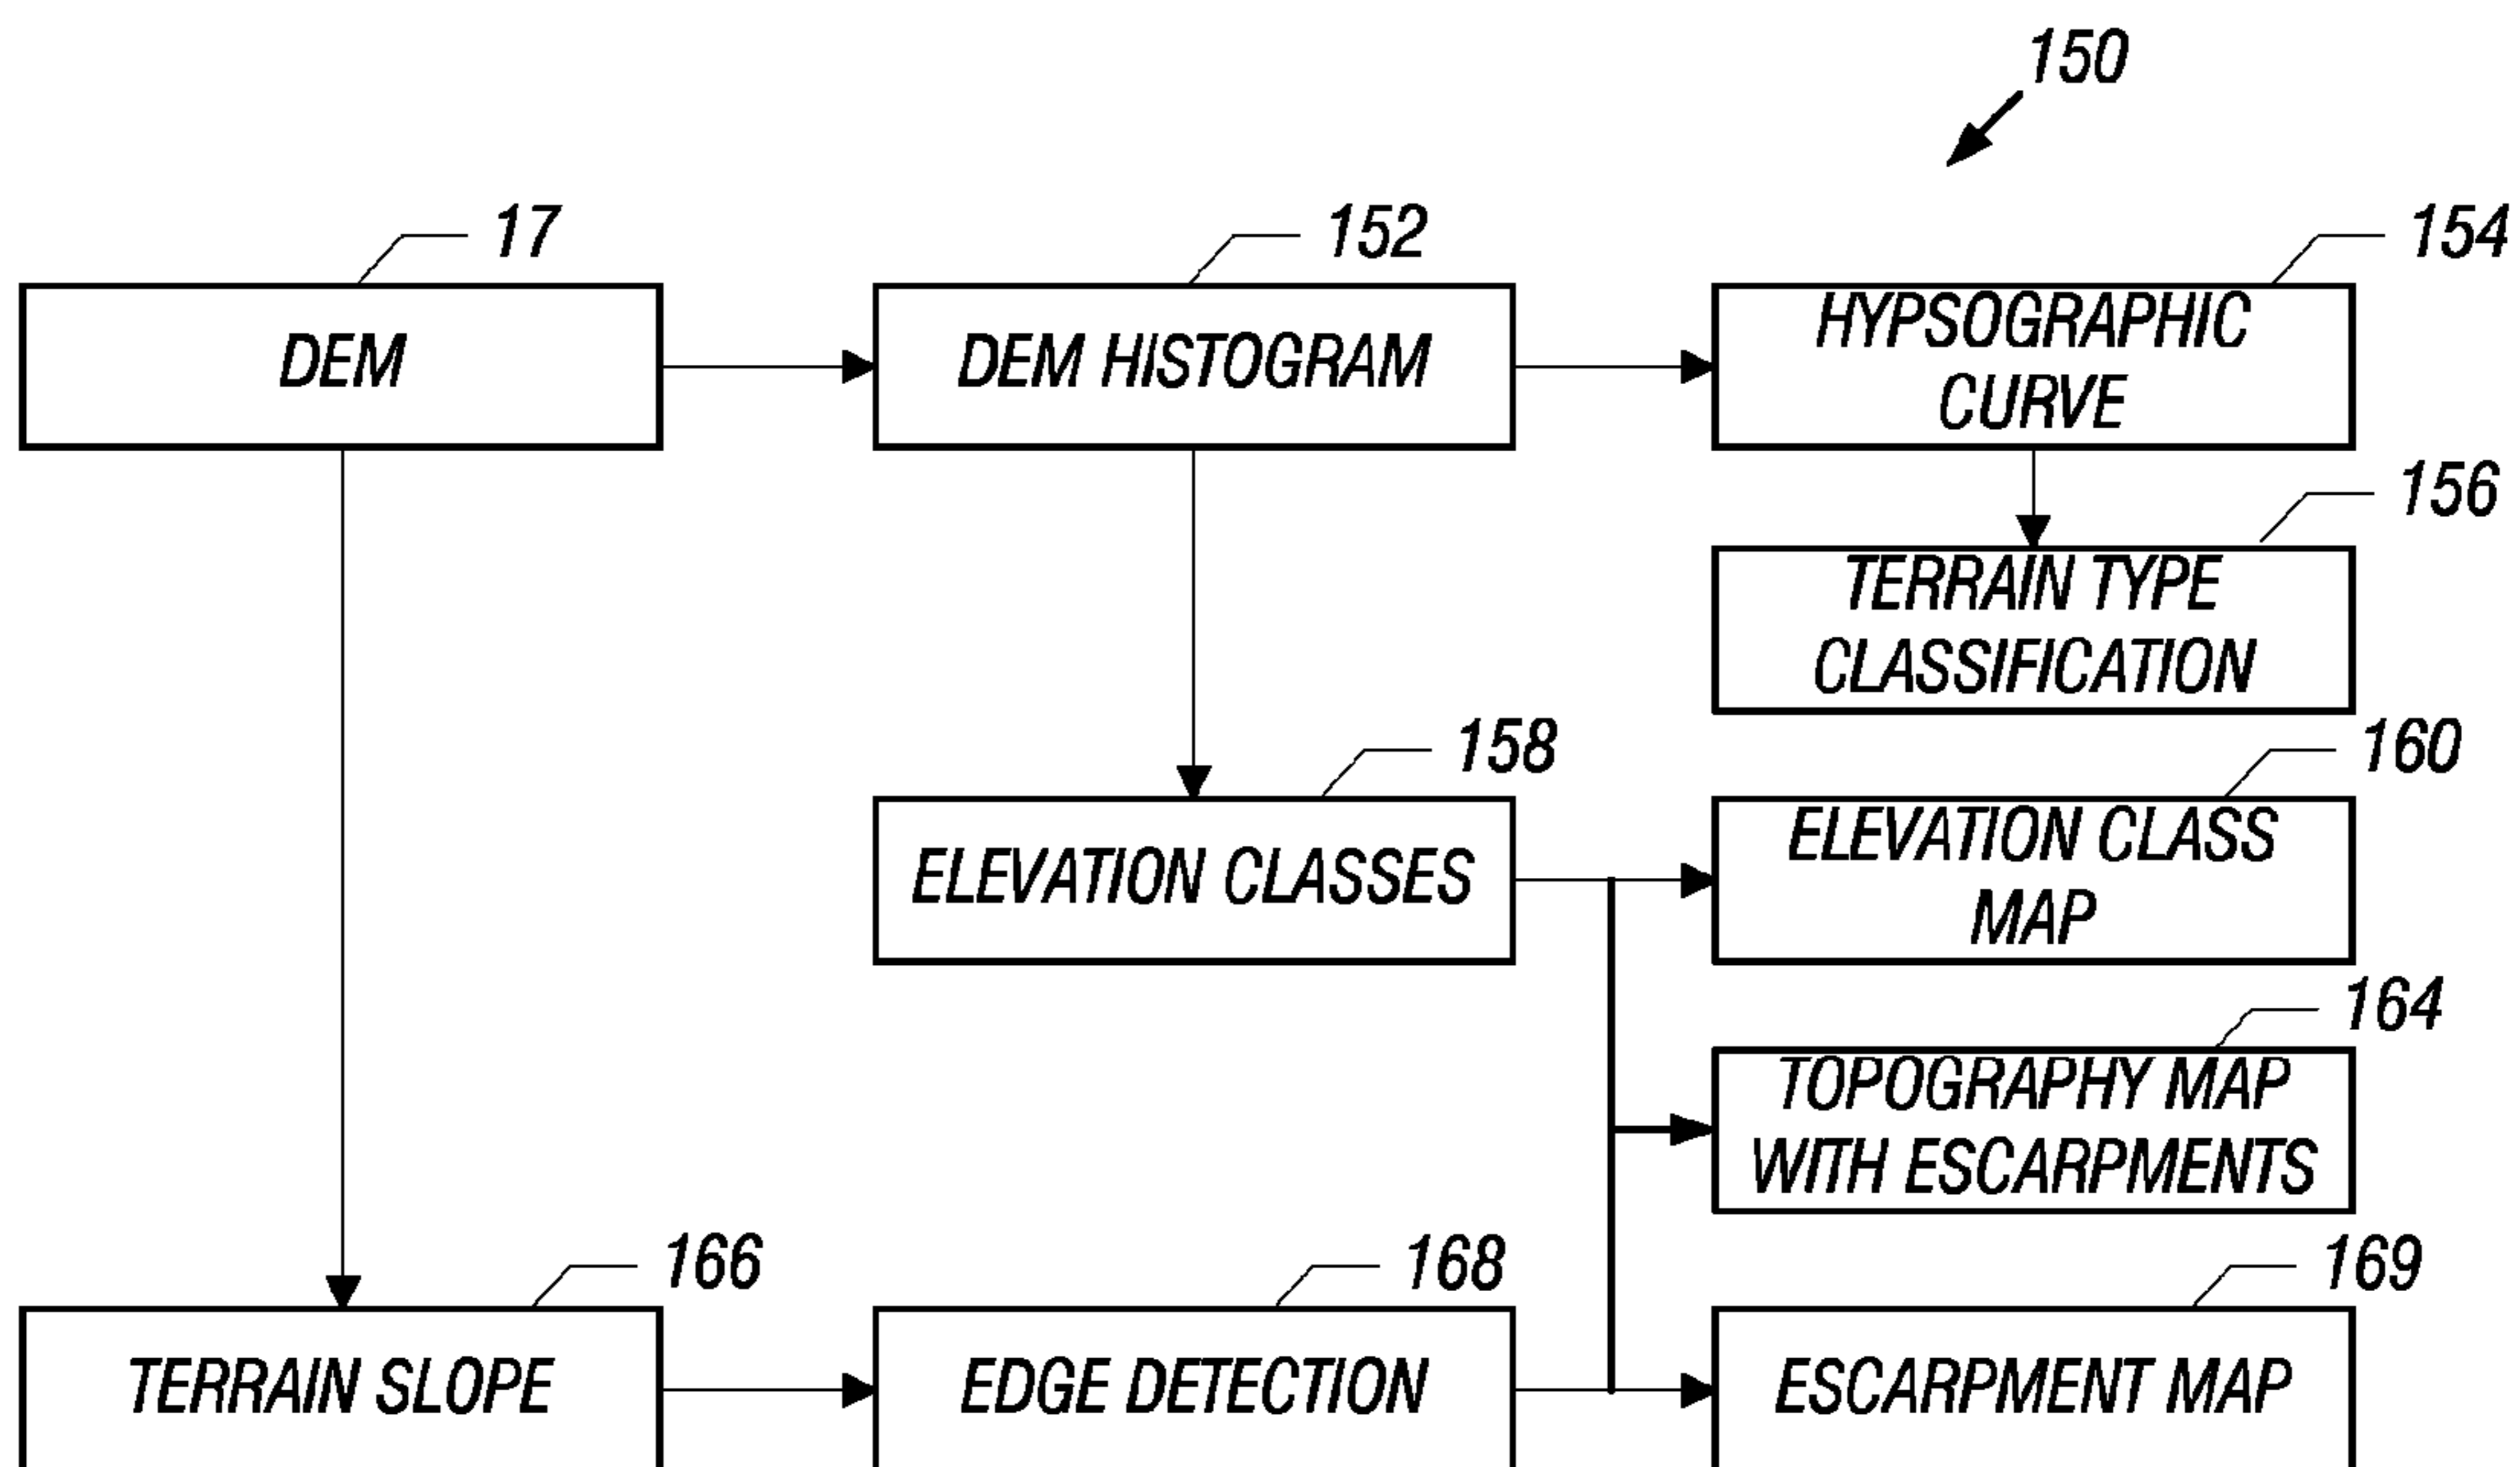 150
17
152
154
DEM
DEM HISTOGRAM
HYPSOGRAPHIC
CURVE
156
TERRAIN TYPE
CLASSIFICATION
158
160
ELEVATION CLASSES
ELEVATION CLASS
MAP
164
TOPOGRAPHY MAP
WITH ESCARPMENTS
166
168
169
TERRAIN SLOPE
EDGE DETECTION
ESCARPMENT MAP